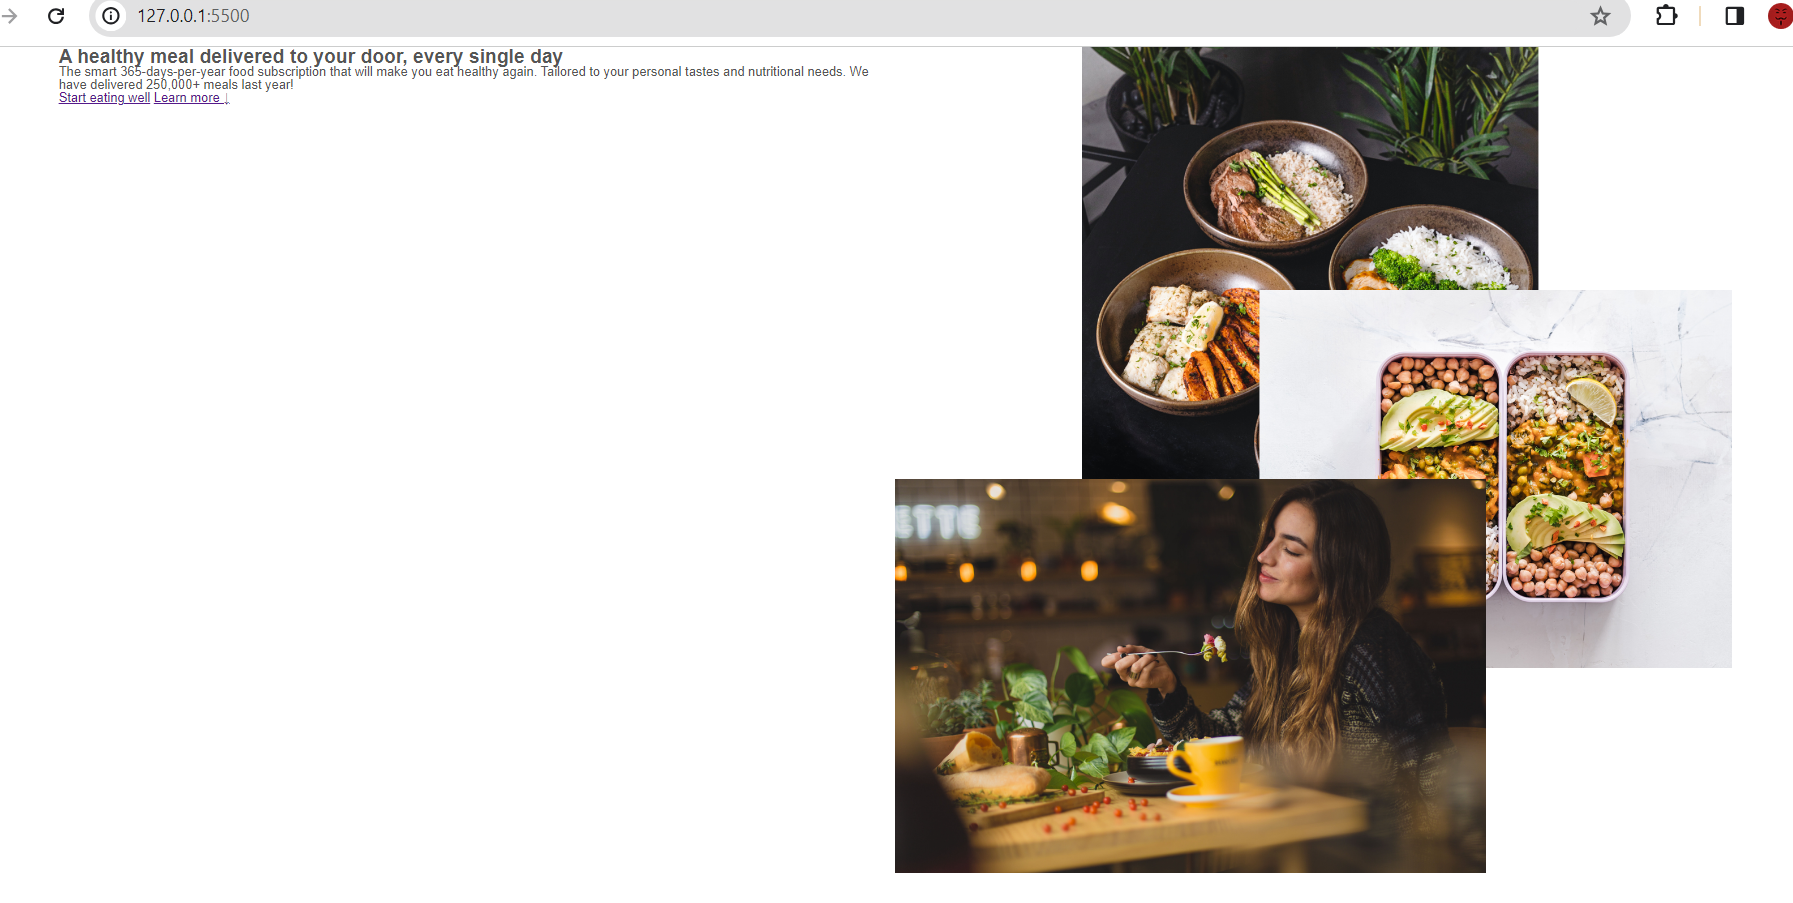 127.0.0.1:5500
A healthy meal delivered to your door, every single day
The smart 365-days-per-year food subscription that will make you eat healthy again. Tailored to your personal tastes and nutritional needs. We
have delivered 250,000+ meals last year!
Start eating well Learn more ↓
ETTE